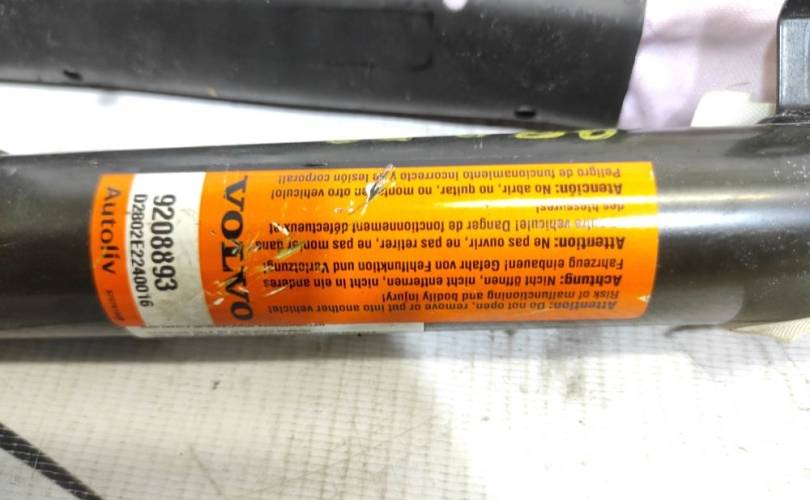 Autoliv
9208893
D2802E2240016
VOLVO
Attention: Do not open, remove or put into another vehicle!
Risk of malfunctioning and bodily injury!
Achtung: Nicht öffnen, nicht entfernen, nicht in ein anderes
Fahrzeug einbauen! Gefahr von Fehlfunktion und Verletzung!
Attention: Ne pas ouvrir, ne pas retirer, ne pas monter dans
autre véhicule! Danger de fonctionnement défectueux et
des blessures!
Atención: No abrir, no quitar, no montar en otro vehículo!
Peligro de funcionamiento incorrecto y lesión corporal!